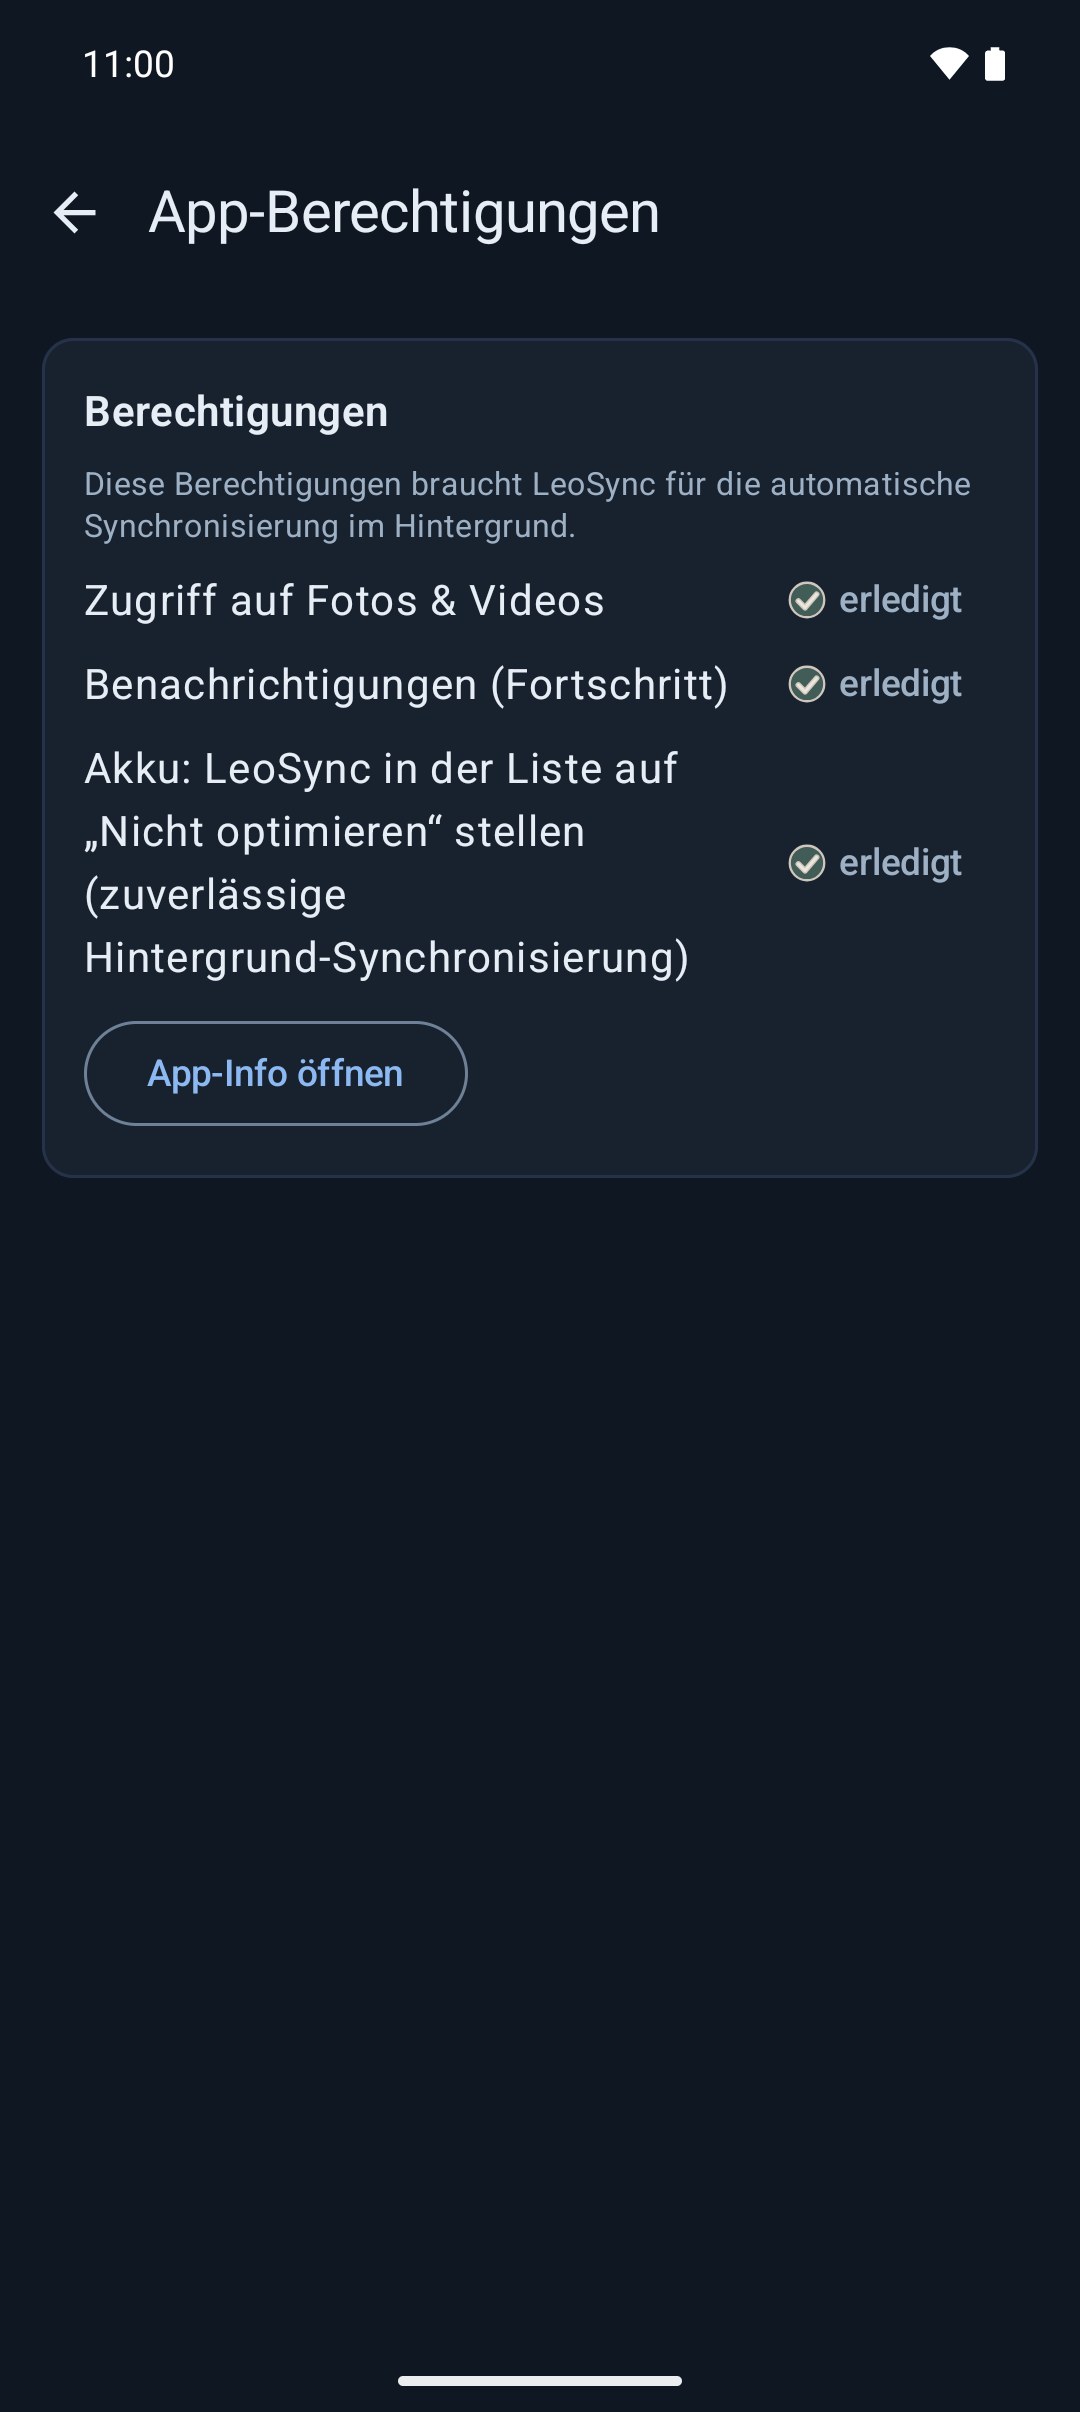 11:00
App-Berechtigungen
Berechtigungen
Diese Berechtigungen braucht LeoSync für die automatische
Synchronisierung im Hintergrund.
Zugriff auf Fotos & Videos
erledigt
Benachrichtigungen (Fortschritt)
erledigt
Akku: LeoSync in der Liste auf
„Nicht optimieren“ stellen
(zuverlässige
Hintergrund-Synchronisierung)
erledigt
App-Info öffnen